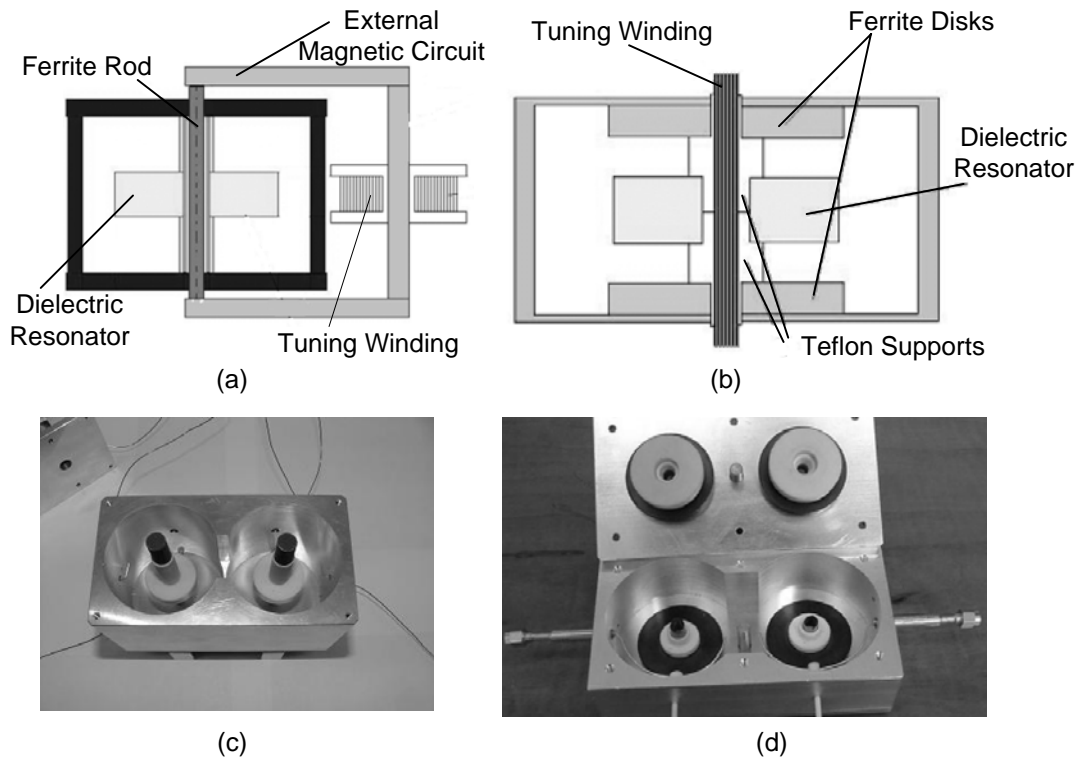 External
Magnetic Circuit
Ferrite Rod
Dielectric
Resonator
Tuning Winding
(a)
Tuning Winding
Ferrite Disks
Dielectric
Resonator
Teflon Supports
(b)
(c)
(d)